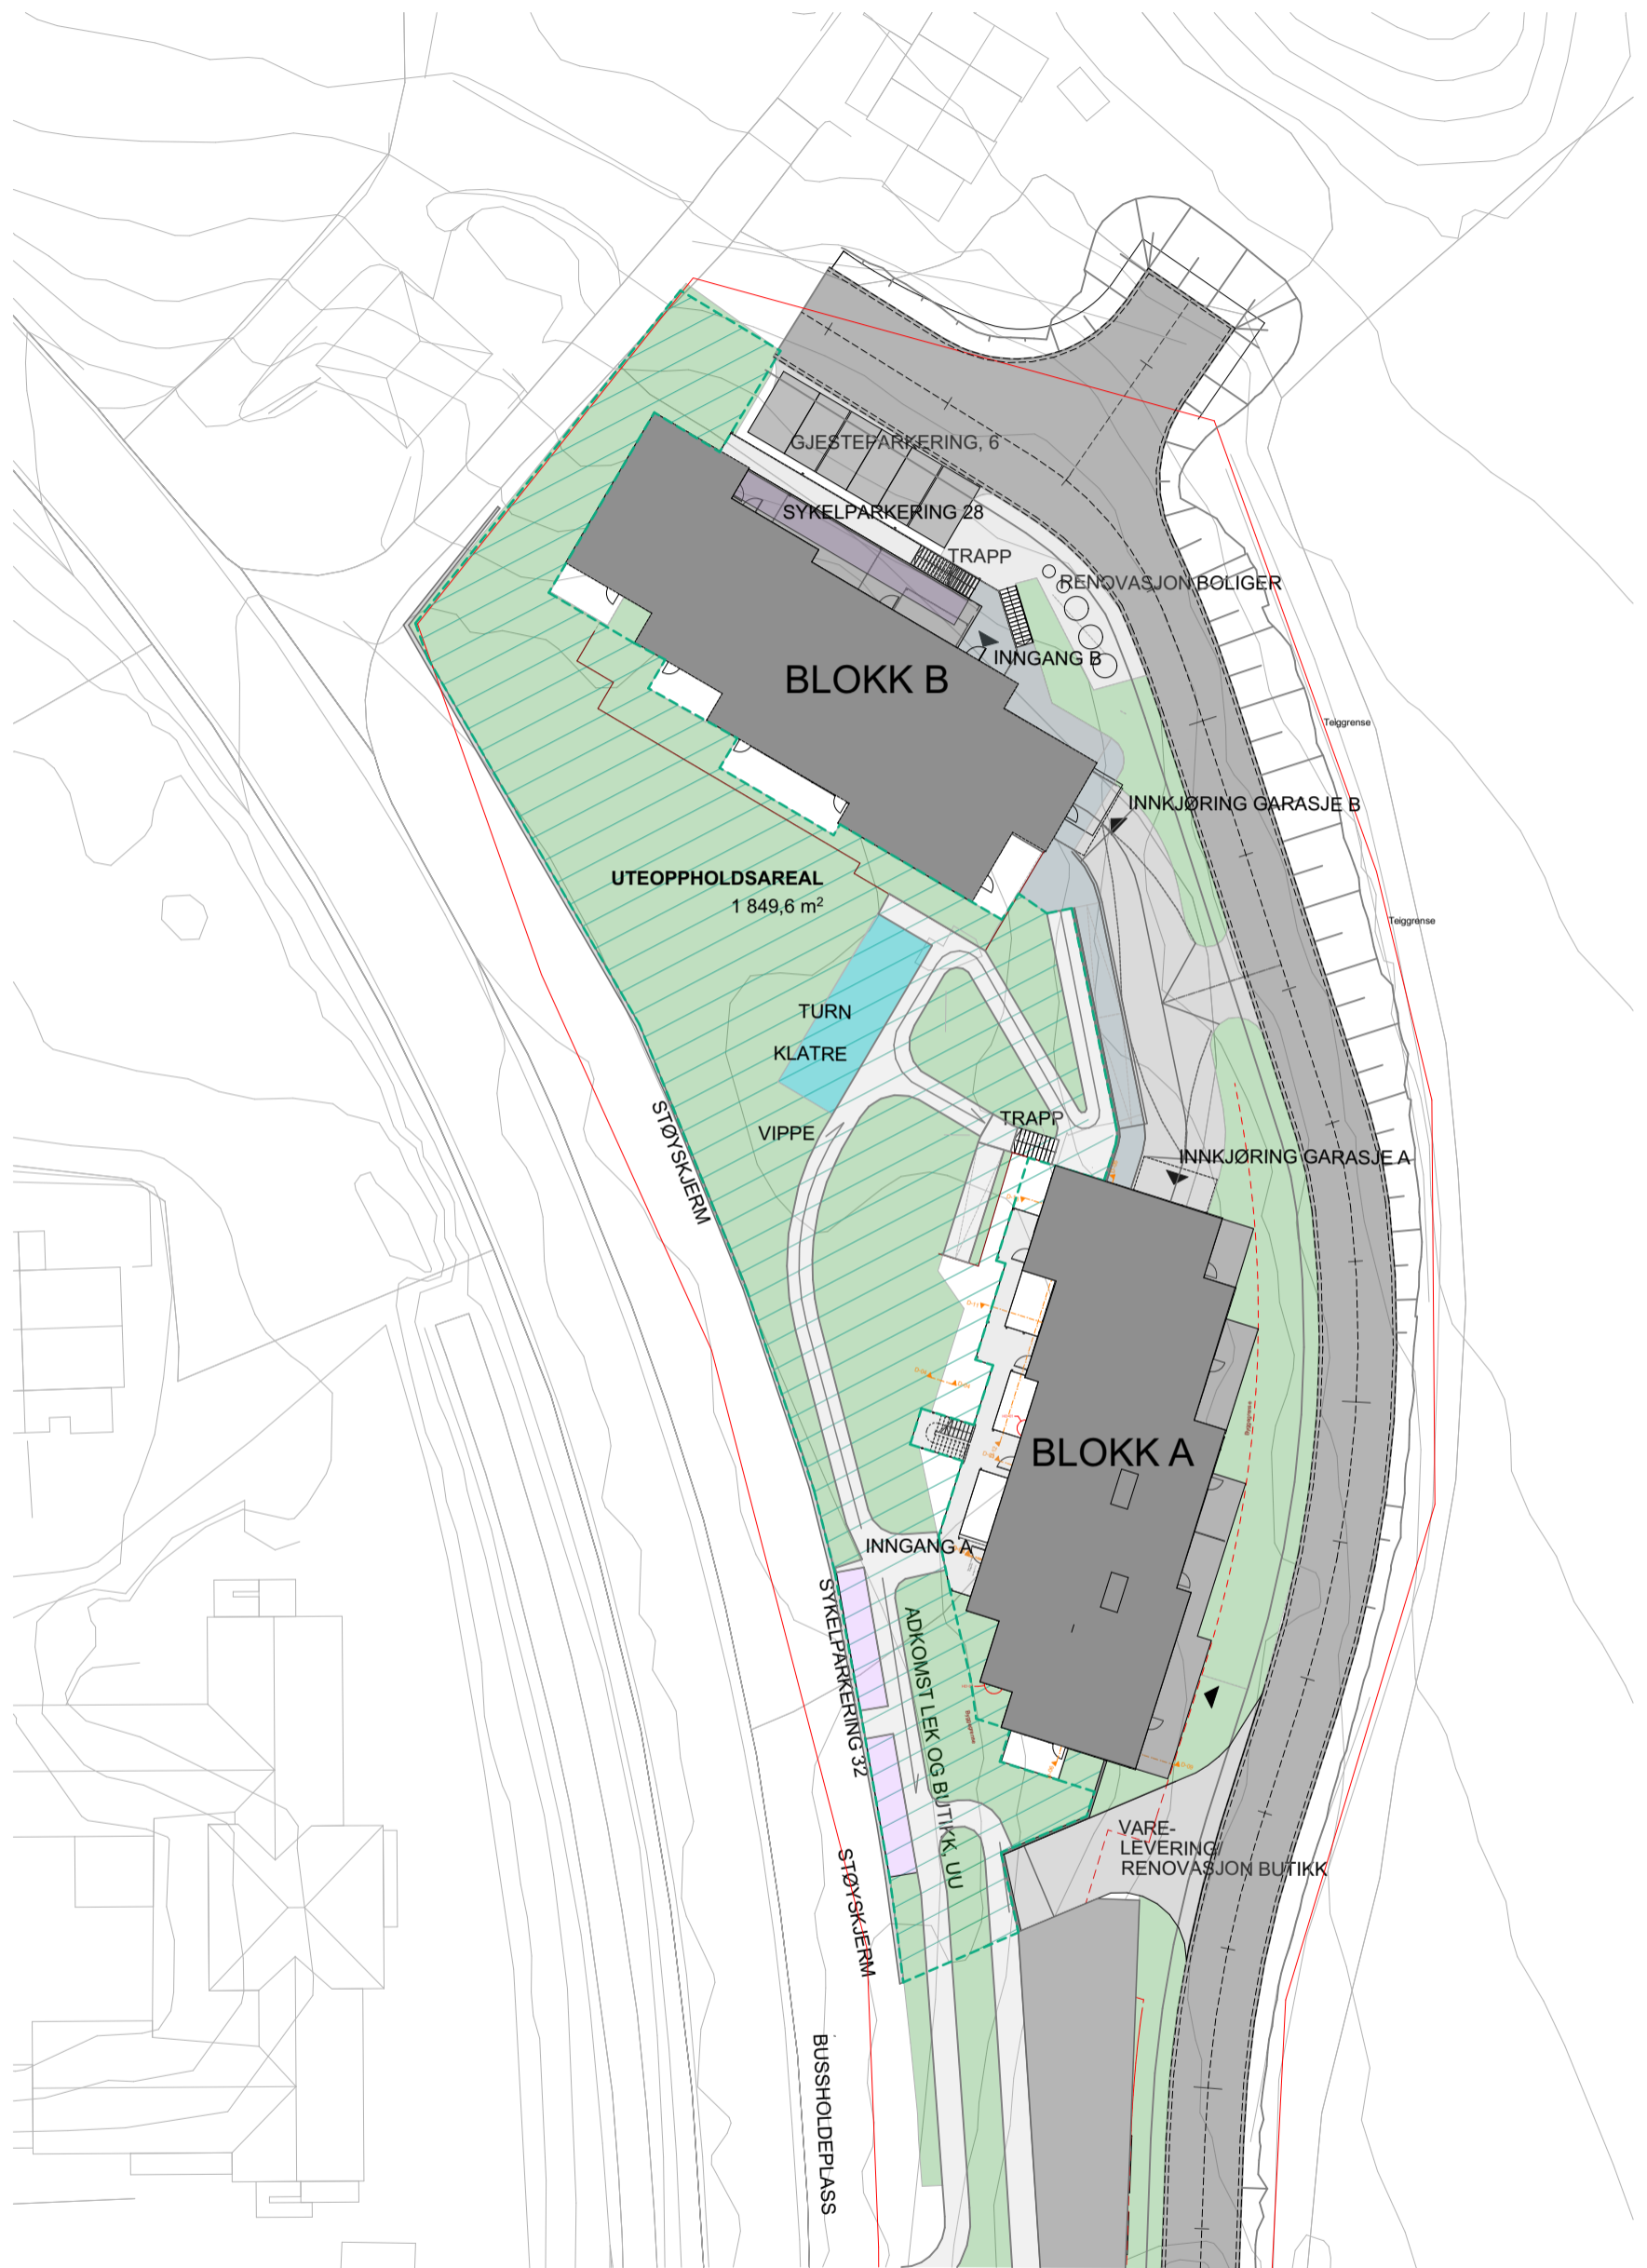 GJESTEPARKERING, 6
SYKELPARKERING 28
TRAPP
RENOVASJON BOLIGER
INNGANG B
BLOKK B
Teiggrense
INNKJØRING GARASJE B
UTEOPPHOLDSAREAL
1 849,6 m²
Teiggrense
TURN
KLATRE
VIPPE
TRAPP
STØYSKJERM
INNKJØRING GARASJE A
BLOKK A
Byggegrense
INNGANG A
SYKELPARKERING 32
ADKOMST LEK OG BUTIKK, UU
Byggegrense
VARE-
LEVERING/
RENOVASJON BUTIKK
STØYSKJERM
BUSSHOLDEPLASS